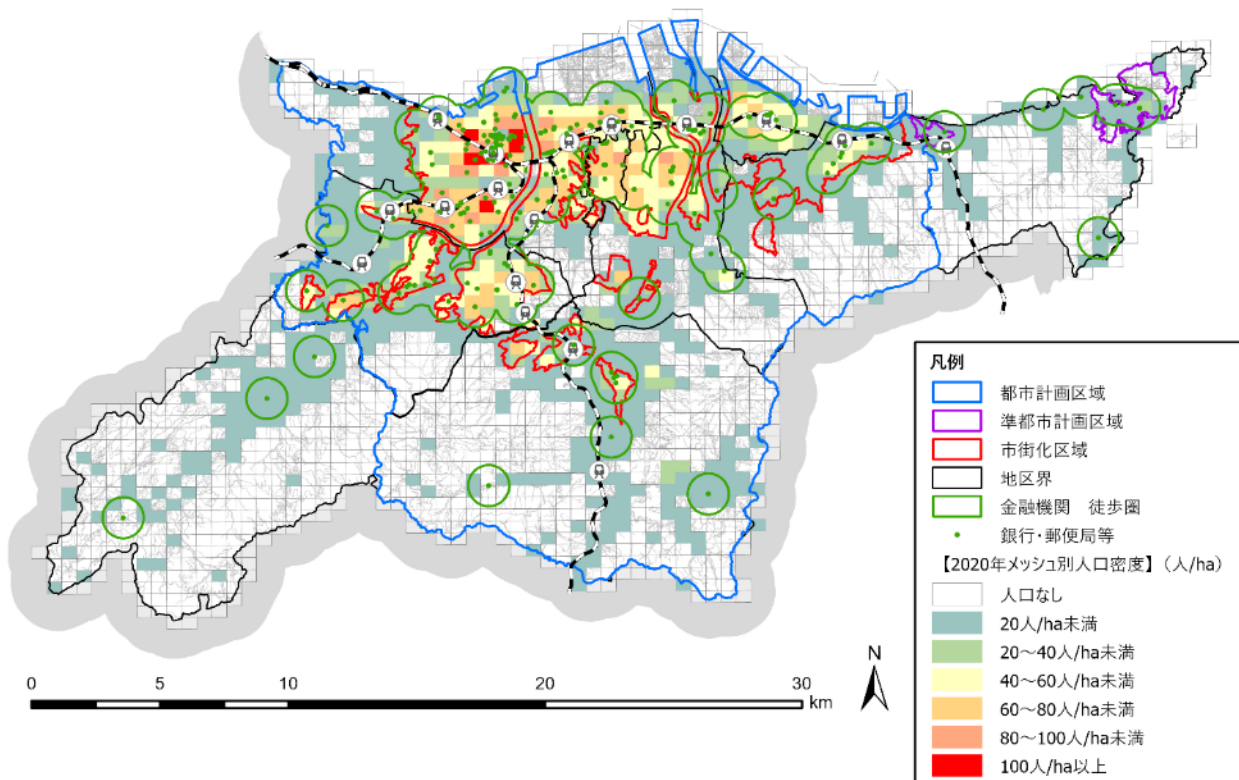 凡例
都市計画区域
準都市計画区域
市街化区域
地区界
金融機関　徒歩圏
銀行・郵便局等
【2020年メッシュ別人口密度】（人/ha）
人口なし
20人/ha未満
20～40人/ha未満
40～60人/ha未満
60～80人/ha未満
80～100人/ha未満
100人/ha以上
N
0 5 10 20 30
km